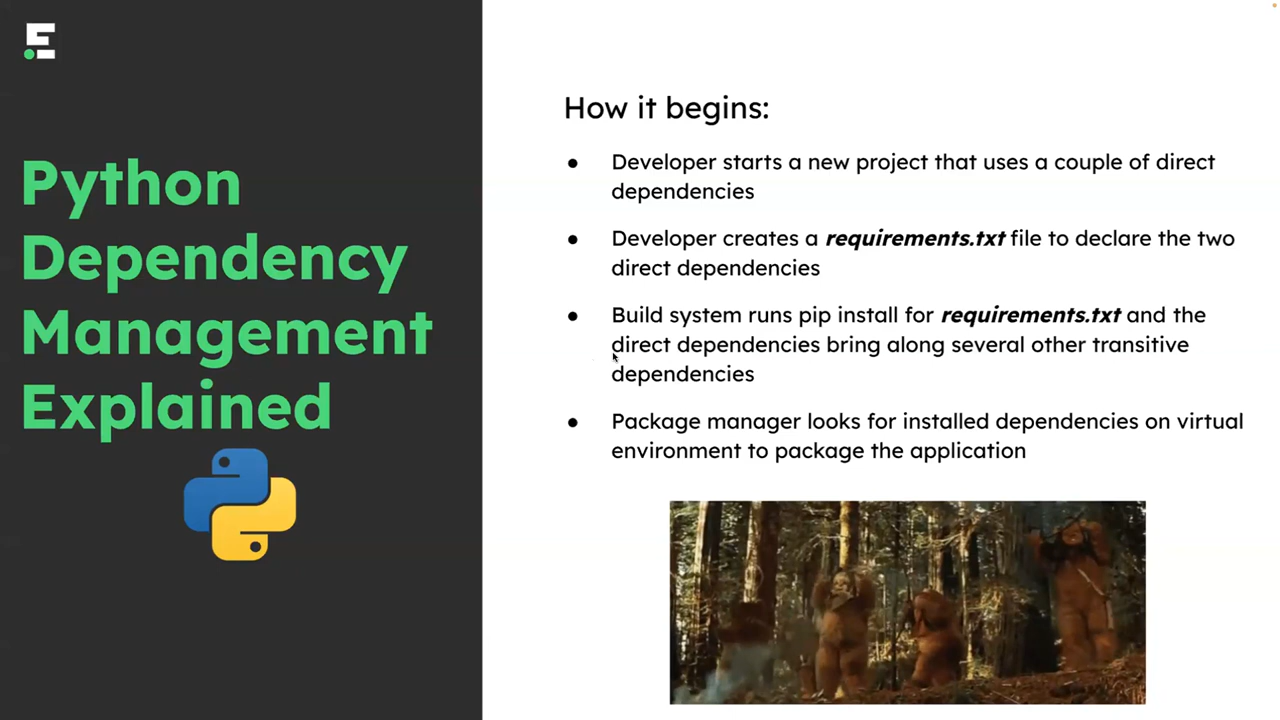 Python
Dependency
Management
Explained
How it begins:
● Developer starts a new project that uses a couple of direct
dependencies
● Developer creates a requirements.txt file to declare the two
direct dependencies
● Build system runs pip install for requirements.txt and the
direct dependencies bring along several other transitive
dependencies
● Package manager looks for installed dependencies on virtual
environment to package the application